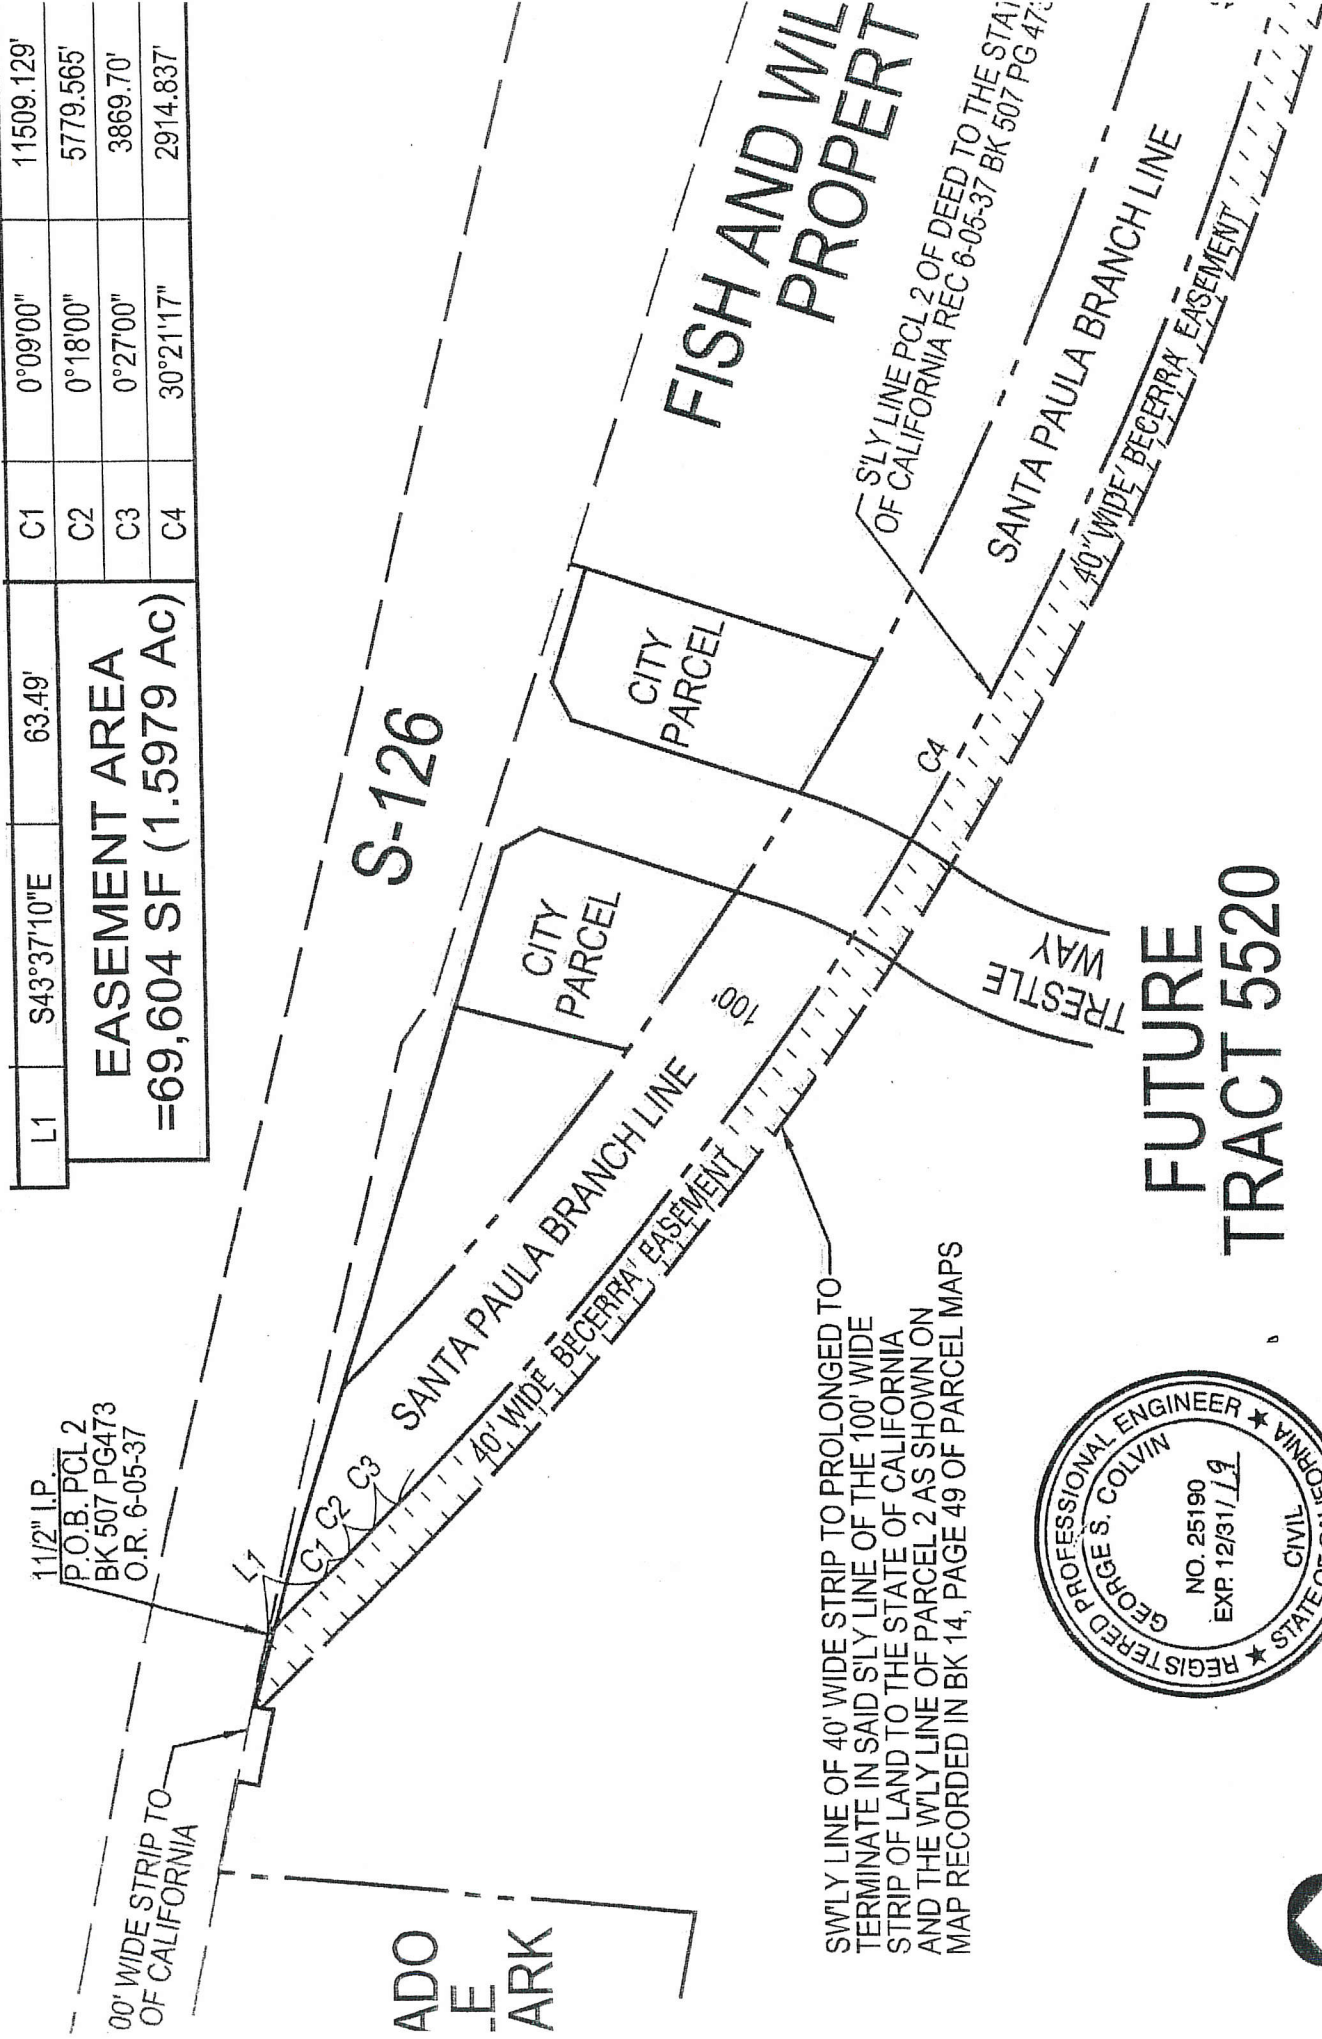 L1 S43°37'10"E 63.49'
C1 0°09'00" 11509.129'
C2 0°18'00" 5779.565'
C3 0°27'00" 3869.70'
C4 30°21'17" 2914.837'
EASEMENT AREA
=69,604 SF (1.5979 Ac)
11/2" I.P.
P.O.B. PCL 2
BK 507 PG473
O.R. 6-05-37
00' WIDE STRIP TO
OF CALIFORNIA
S-126
FISH AND WIL
PROPERT
L1
C1
C2
C3
CITY
PARCEL
CITY
PARCEL
S'LY LINE PCL 2 OF DEED TO THE STAT
OF CALIFORNIA REC 6-05-37 BK 507 PG 473
SANTA PAULA BRANCH LINE
100'
SANTA PAULA BRANCH LINE
40' WIDE BECERRA EASEMENT
C4
40' WIDE BECERRA EASEMENT
TRESTLE
WAY
ADO
E
ARK
SW'LY LINE OF 40' WIDE STRIP TO PROLONGED TO
TERMINATE IN SAID S'LY LINE OF THE 100' WIDE
STRIP OF LAND TO THE STATE OF CALIFORNIA
AND THE W'LY LINE OF PARCEL 2 AS SHOWN ON
MAP RECORDED IN BK 14, PAGE 49 OF PARCEL MAPS
FUTURE
TRACT 5520
REGISTERED PROFESSIONAL ENGINEER
GEORGE S. COLVIN
NO. 25190
EXP. 12/31/19
CIVIL
STATE OF CALIFORNIA